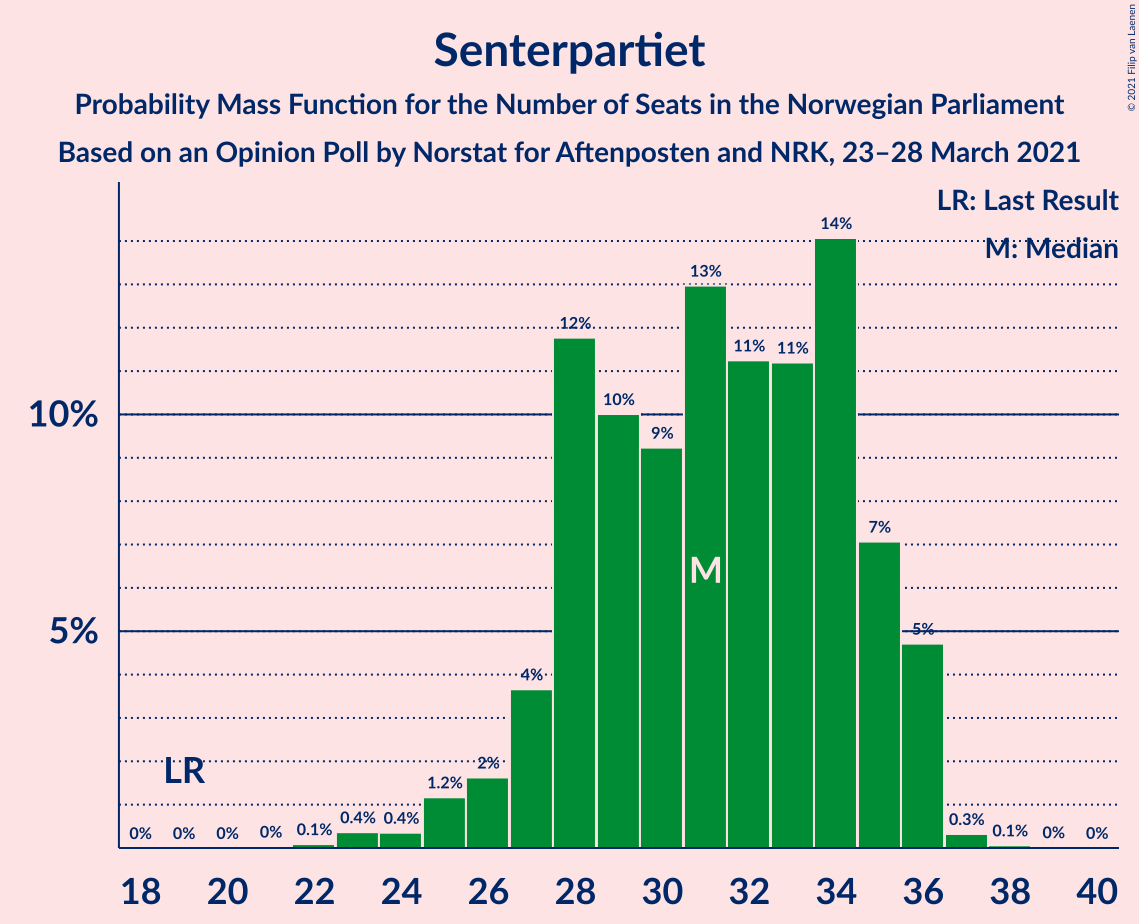 © 2021 Filip van Laenen
Senterpartiet
Probability Mass Function for the Number of Seats in the Norwegian Parliament
Based on an Opinion Poll by Norstat for Aftenposten and NRK, 23–28 March 2021
LR: Last Result
M: Median
14%
13%
12%
11% 11%
10%
10%
9%
7%
M
5%
5%
4%
LR
2%
1.2%
0% 0% 0% 0% 0.1% 0.4% 0.4% 0.3% 0.1% 0% 0%
18 20 22 24 26 28 30 32 34 36 38 40